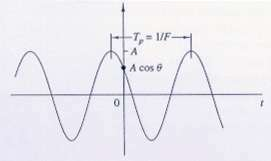 Tₚ = 1/F
A
A cos θ
0
t